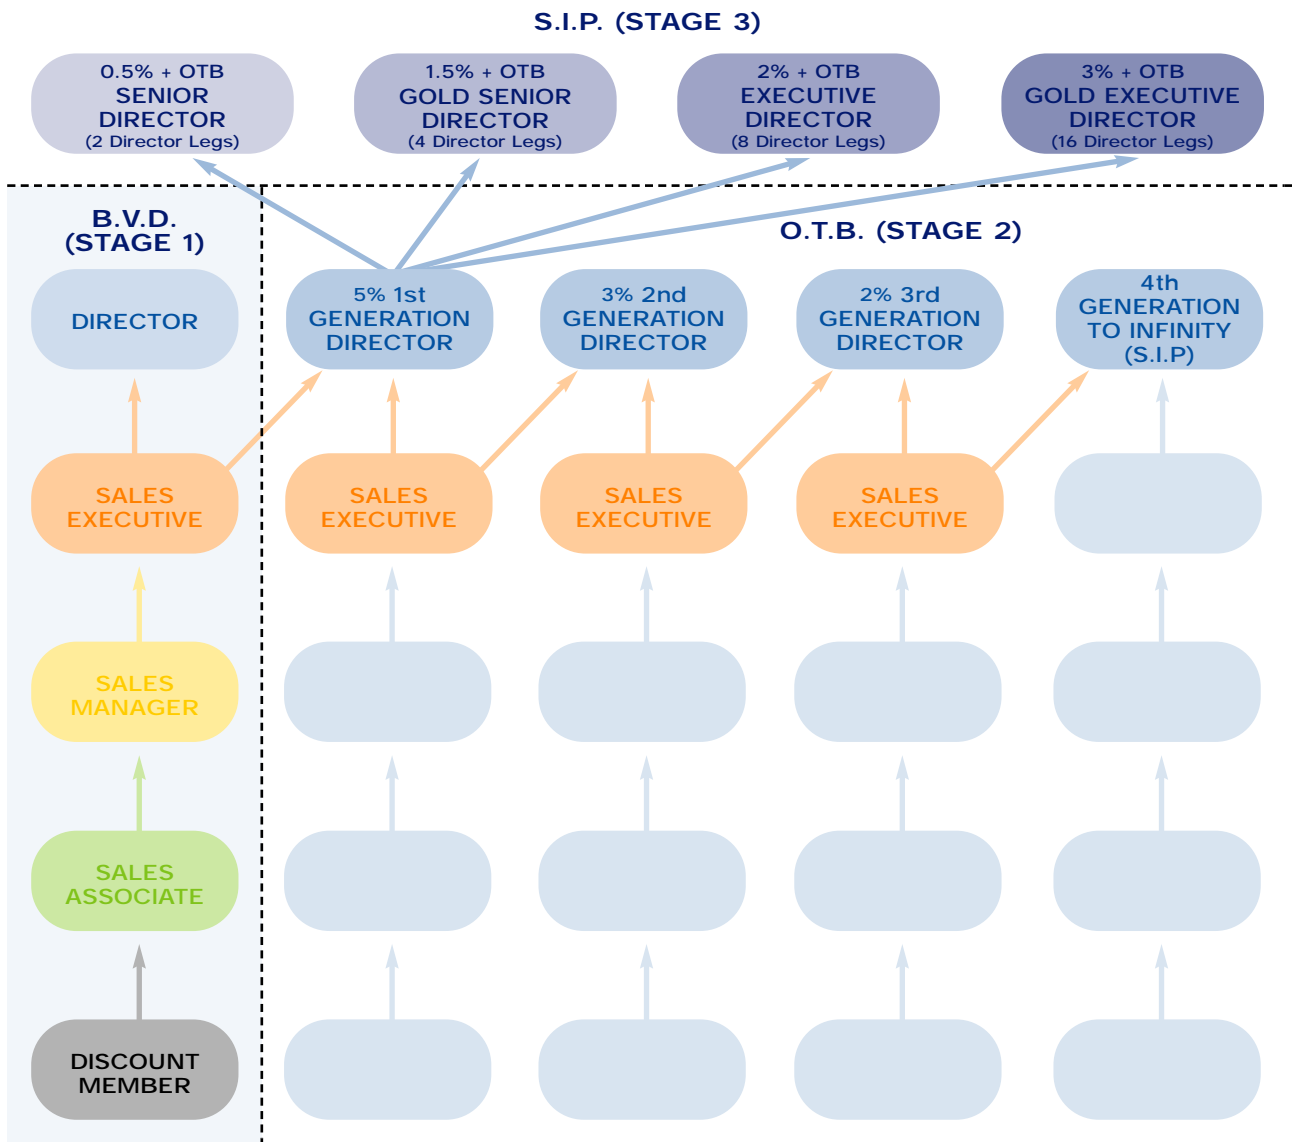 S.I.P. (STAGE 3)
0.5% + OTB
SENIOR
DIRECTOR
(2 Director Legs)
1.5% + OTB
GOLD SENIOR
DIRECTOR
(4 Director Legs)
2% + OTB
EXECUTIVE
DIRECTOR
(8 Director Legs)
3% + OTB
GOLD EXECUTIVE
DIRECTOR
(16 Director Legs)
B.V.D.
(STAGE 1)
O.T.B. (STAGE 2)
DIRECTOR
5% 1st
GENERATION
DIRECTOR
3% 2nd
GENERATION
DIRECTOR
2% 3rd
GENERATION
DIRECTOR
4th
GENERATION
TO INFINITY
(S.I.P)
SALES
EXECUTIVE
SALES
EXECUTIVE
SALES
EXECUTIVE
SALES
EXECUTIVE
SALES
MANAGER
SALES
ASSOCIATE
DISCOUNT
MEMBER